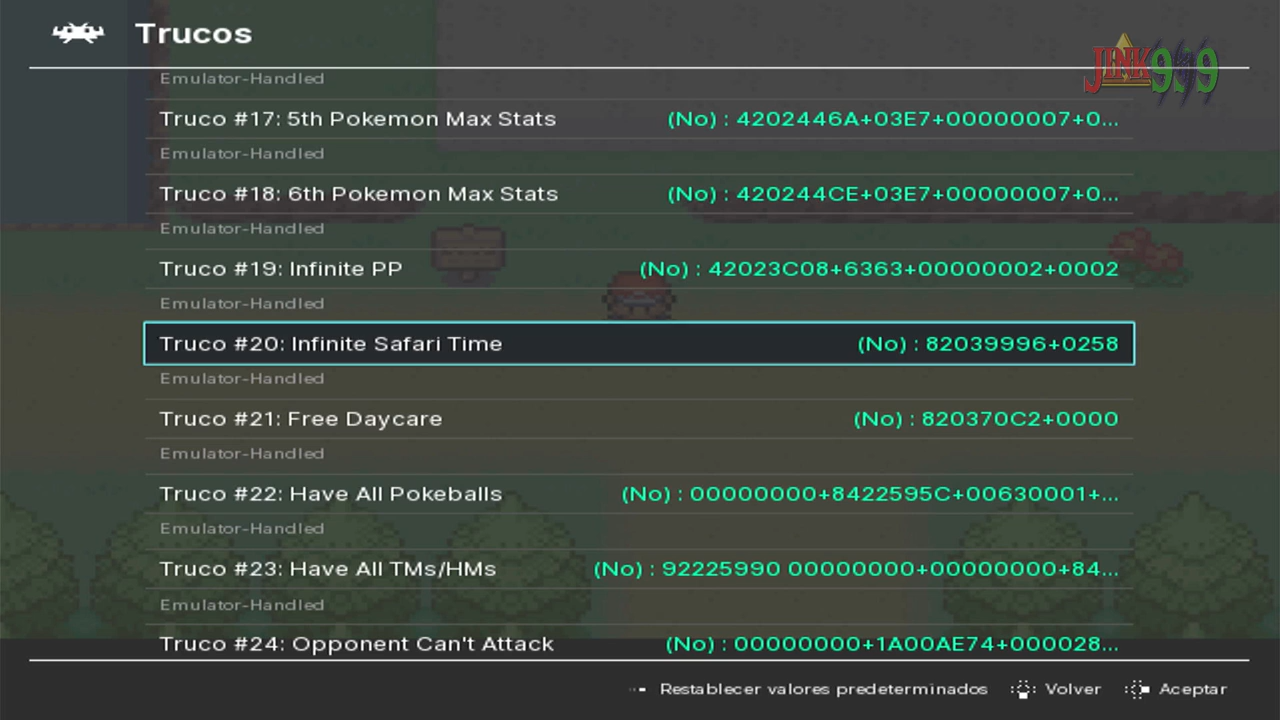 Trucos
JINK999
Emulator-Handled
Truco #17: 5th Pokemon Max Stats (No) : 4202446A+03E7+00000007+0...
Emulator-Handled
Truco #18: 6th Pokemon Max Stats (No) : 420244CE+03E7+00000007+0...
Emulator-Handled
Truco #19: Infinite PP (No) : 42023C08+6363+00000002+0002
Emulator-Handled
Truco #20: Infinite Safari Time (No) : 82039996+0258
Emulator-Handled
Truco #21: Free Daycare (No) : 820370C2+0000
Emulator-Handled
Truco #22: Have All Pokeballs (No) : 00000000+8422595C+00630001+...
Emulator-Handled
Truco #23: Have All TMs/HMs (No) : 92225990 00000000+00000000+84...
Emulator-Handled
Truco #24: Opponent Can't Attack (No) : 00000000+1A00AE74+000028...
Restablecer valores predeterminados Volver Aceptar